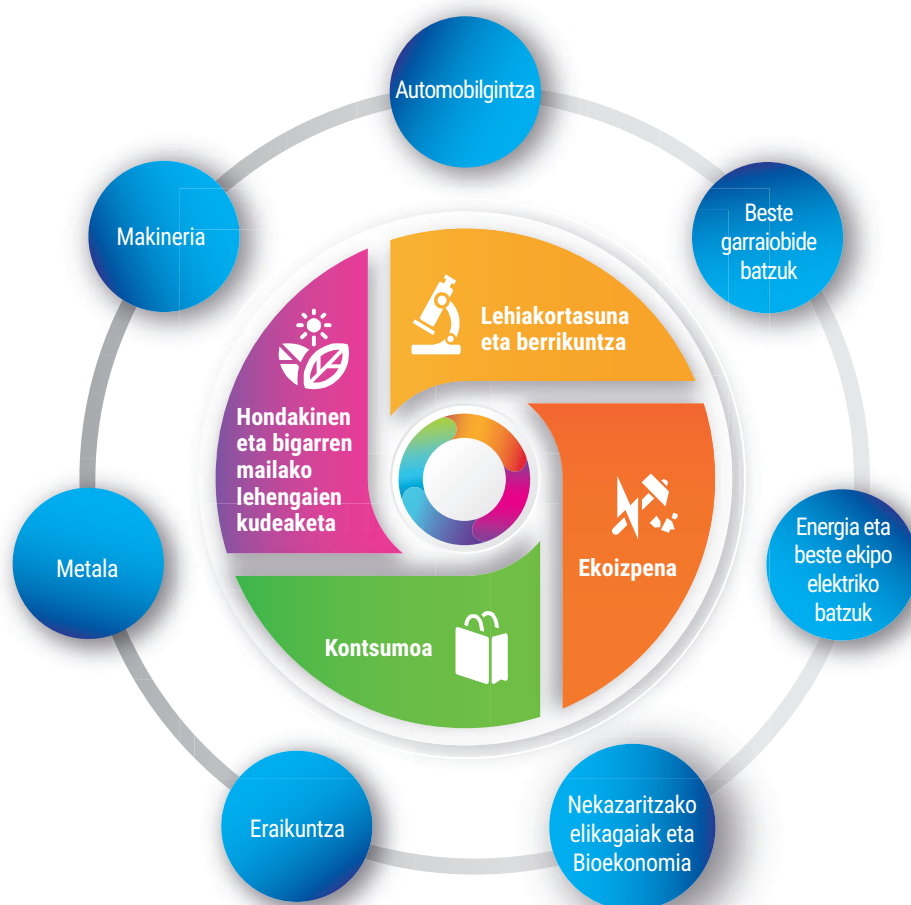 Automobilgintza
Makineria
Beste
garraiobide
batzuk
Lehiakortasuna
eta berrikuntza
Hondakinen
eta bigarren
mailako
lehengaien
kudeaketa
Ekoizpena
Metala
Energia eta
beste ekipo
elektriko
batzuk
Kontsumoa
Eraikuntza
Nekazaritzako
elikagaiak eta
Bioekonomia